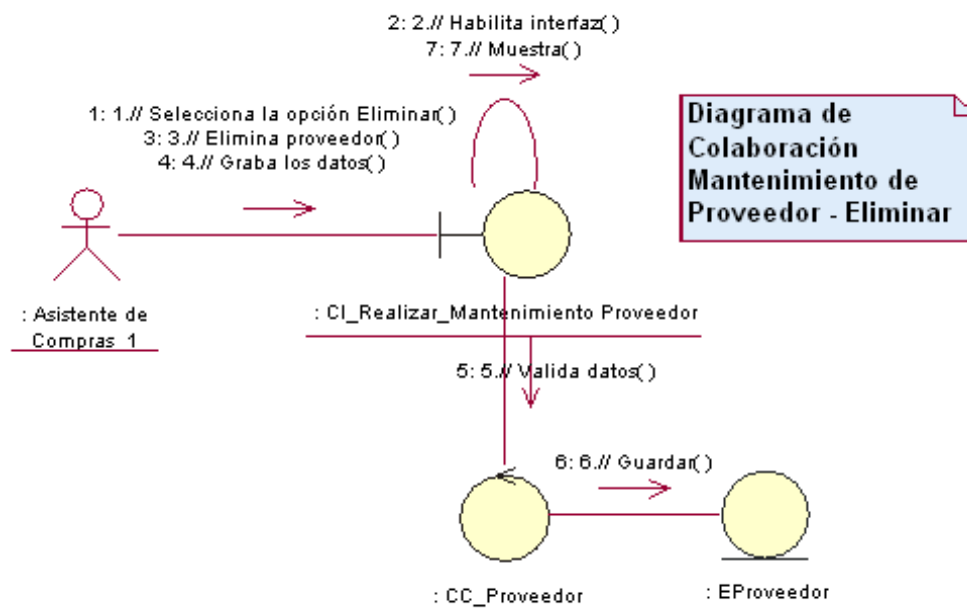 2: 2.// Habilita interfaz( )
7: 7.// Muestra( )
1: 1.// Selecciona la opción Eliminar( )
3: 3.// Elimina proveedor( )
4: 4.// Graba los datos( )
Diagrama de
Colaboración
Mantenimiento de
Proveedor - Eliminar
: Asistente de
Compras_1
: CI_Realizar_Mantenimiento Proveedor
5: 5.// Valida datos( )
6: 6.// Guardar( )
: CC_Proveedor
: EProveedor